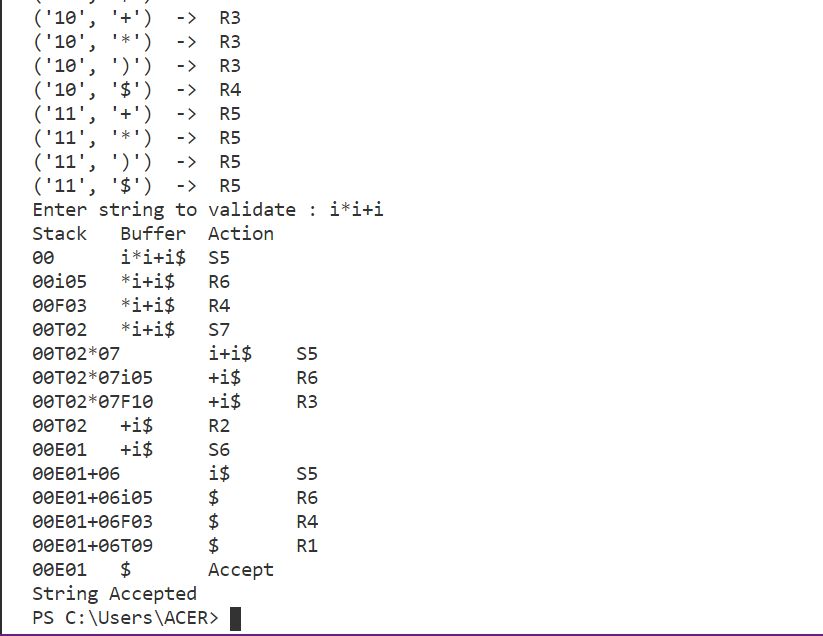 ('10', '+')  ->  R3
('10', '*')  ->  R3
('10', ')')  ->  R3
('10', '$')  ->  R4
('11', '+')  ->  R5
('11', '*')  ->  R5
('11', ')')  ->  R5
('11', '$')  ->  R5
Enter string to validate : i*i+i
Stack   Buffer  Action
00      i*i+i$  S5
00i05   *i+i$   R6
00F03   *i+i$   R4
00T02   *i+i$   S7
00T02*07        i+i$    S5
00T02*07i05     +i$     R6
00T02*07F10     +i$     R3
00T02   +i$     R2
00E01   +i$     S6
00E01+06        i$      S5
00E01+06i05     $       R6
00E01+06F03     $       R4
00E01+06T09     $       R1
00E01   $       Accept
String Accepted
PS C:\Users\ACER>